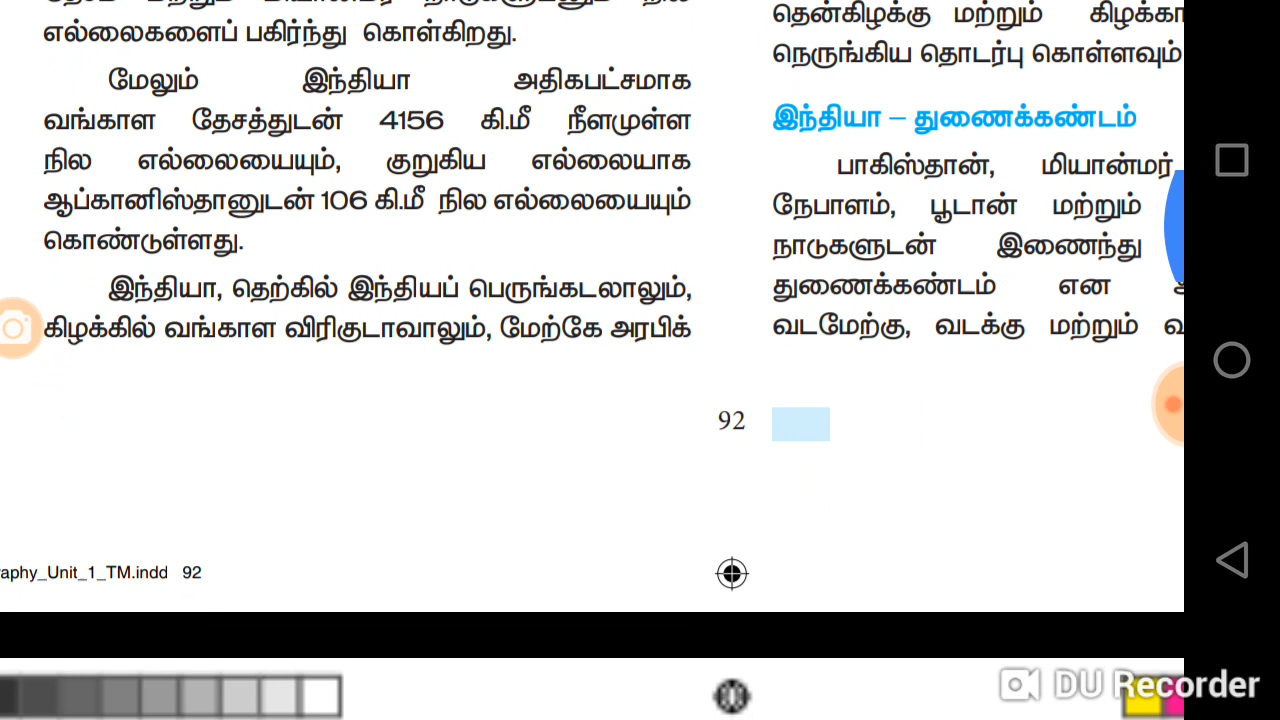 எல்லைகளைப் பகிர்ந்து கொள்கிறது.
மேலும் இந்தியா அதிகபட்சமாக
வங்காள தேசத்துடன் 4156 கி.மீ நீளமுள்ள
நில எல்லையையும், குறுகிய எல்லையாக
ஆப்கானிஸ்தானுடன் 106 கி.மீ நில எல்லையையும்
கொண்டுள்ளது.
இந்தியா, தெற்கில் இந்தியப் பெருங்கடலாலும்,
கிழக்கில் வங்காள விரிகுடாவாலும், மேற்கே அரபிக்
தென்கிழக்கு மற்றும்
நெருங்கிய தொடர்பு கொள்ளவும்
இந்தியா – துணைக்கண்டம்
பாகிஸ்தான், மியான்மர்,
நேபாளம், பூடான் மற்றும்
நாடுகளுடன் இணைந்து
துணைக்கண்டம் என
வடமேற்கு, வடக்கு மற்றும்
92
aphy_Unit_1_TM.indd 92
DU Recorder